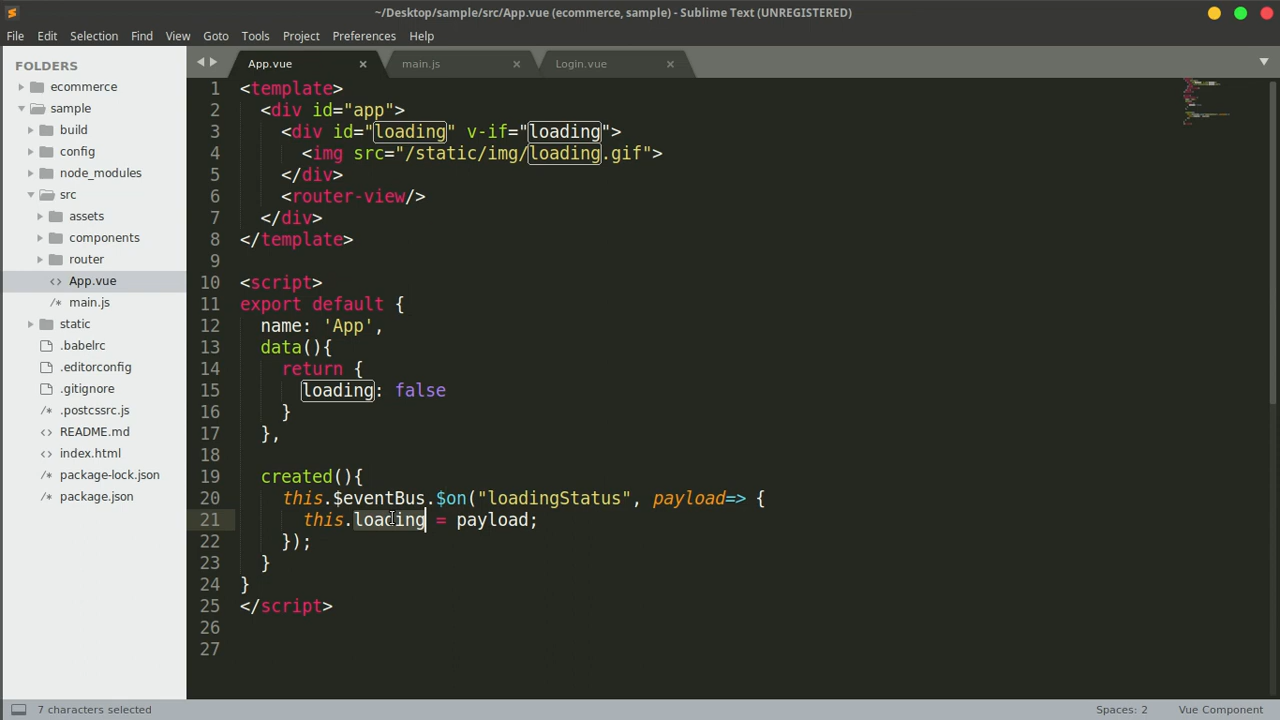 ~/Desktop/sample/src/App.vue (ecommerce, sample) - Sublime Text (UNREGISTERED)
File Edit Selection Find View Goto Tools Project Preferences Help
FOLDERS
ecommerce
sample
build
config
node_modules
src
assets
components
router
App.vue
main.js
static
.babelrc
.editorconfig
.gitignore
.postcssrc.js
README.md
index.html
package-lock.json
package.json
App.vue × main.js × Login.vue ×
1 <template>
2   <div id="app">
3     <div id="loading" v-if="loading">
4       <img src="/static/img/loading.gif">
5     </div>
6     <router-view/>
7   </div>
8 </template>
9
10 <script>
11 export default {
12   name: 'App',
13   data(){
14     return {
15       loading: false
16     }
17   },
18
19   created(){
20     this.$eventBus.$on("loadingStatus", payload=> {
21       this.loading = payload;
22     });
23   }
24 }
25 </script>
26
27
7 characters selected Spaces: 2 Vue Component